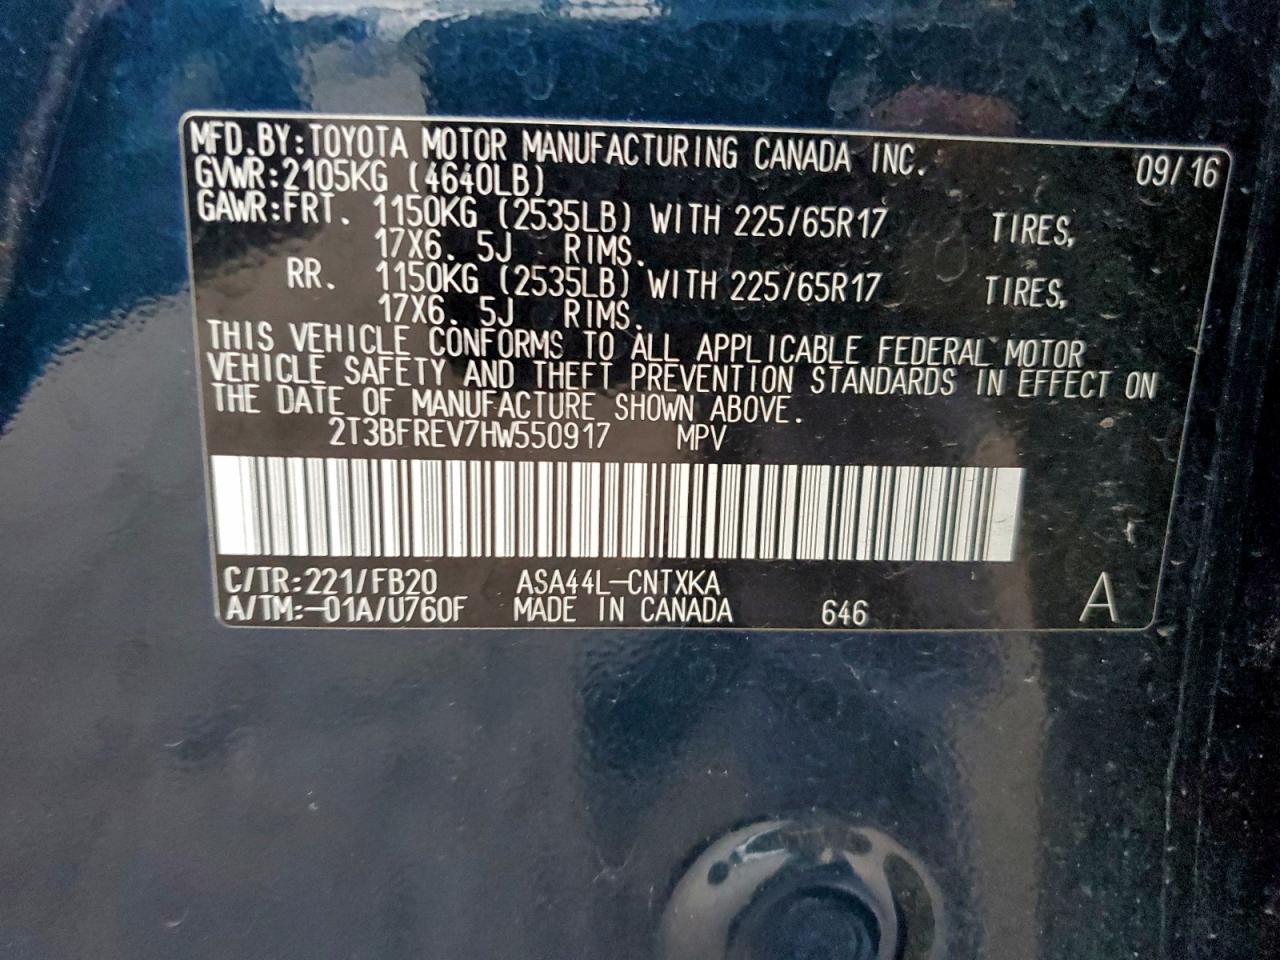 MFD.BY:TOYOTA MOTOR MANUFACTURING CANADA INC. 09/16
GVWR:2105KG (4640LB)
GAWR:FRT. 1150KG (2535LB) WITH 225/65R17 TIRES,
17X6. 5J RIMS.
RR. 1150KG (2535LB) WITH 225/65R17 TIRES,
17X6. 5J RIMS.
THIS VEHICLE CONFORMS TO ALL APPLICABLE FEDERAL MOTOR
VEHICLE SAFETY AND THEFT PREVENTION STANDARDS IN EFFECT ON
THE DATE OF MANUFACTURE SHOWN ABOVE.
2T3BFREV7HW550917 MPV
C/TR:221/FB20 ASA44L-CNTXKA
A/TM:-01A/U760F MADE IN CANADA 646 A